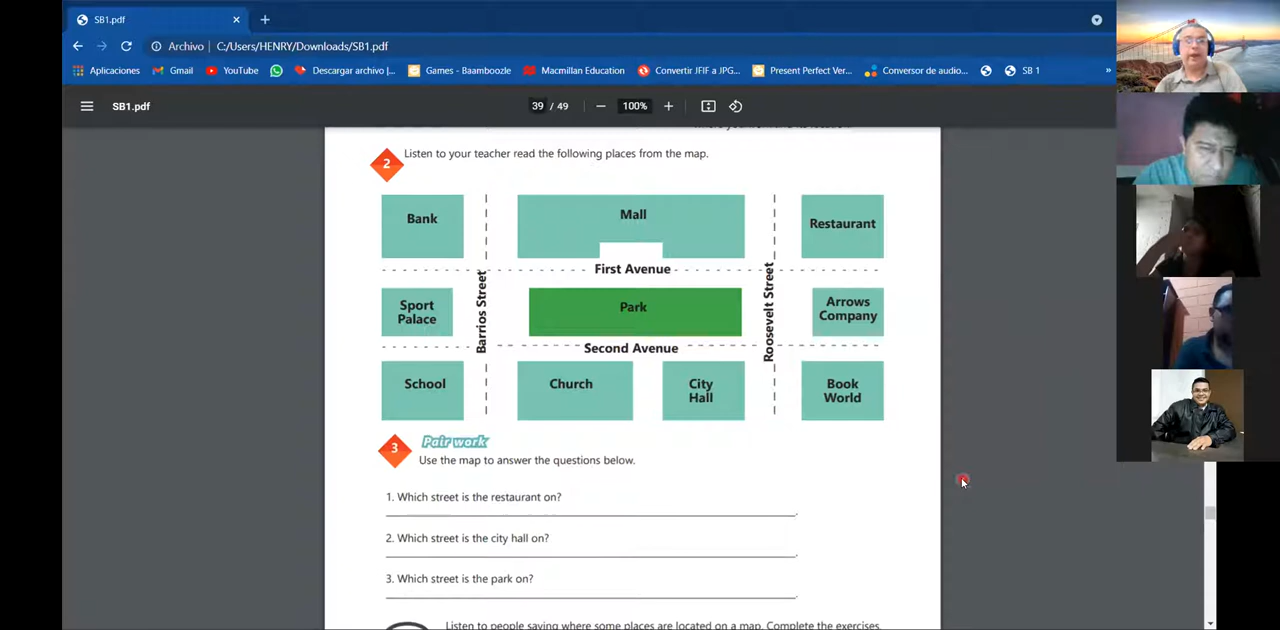 SB1.pdf
Archivo
C:/Users/HENRY/Downloads/SB1.pdf
Aplicaciones
Gmail
YouTube
Descargar archivo |...
Games - Baamboozle
Macmillan Education
Convertir JFIF a JPG...
Present Perfect Ver...
Conversor de audio...
SB 1
»
SB1.pdf
39 / 49
100%
2
Listen to your teacher read the following places from the map.
Bank
Mall
Restaurant
First Avenue
Barrios Street
Roosevelt Street
Sport
Palace
Park
Arrows
Company
Second Avenue
School
Church
City
Hall
Book
World
3
Pair work
Use the map to answer the questions below.
1. Which street is the restaurant on?
2. Which street is the city hall on?
3. Which street is the park on?
Listen to people saying where some places are located on a map. Complete the exercises.